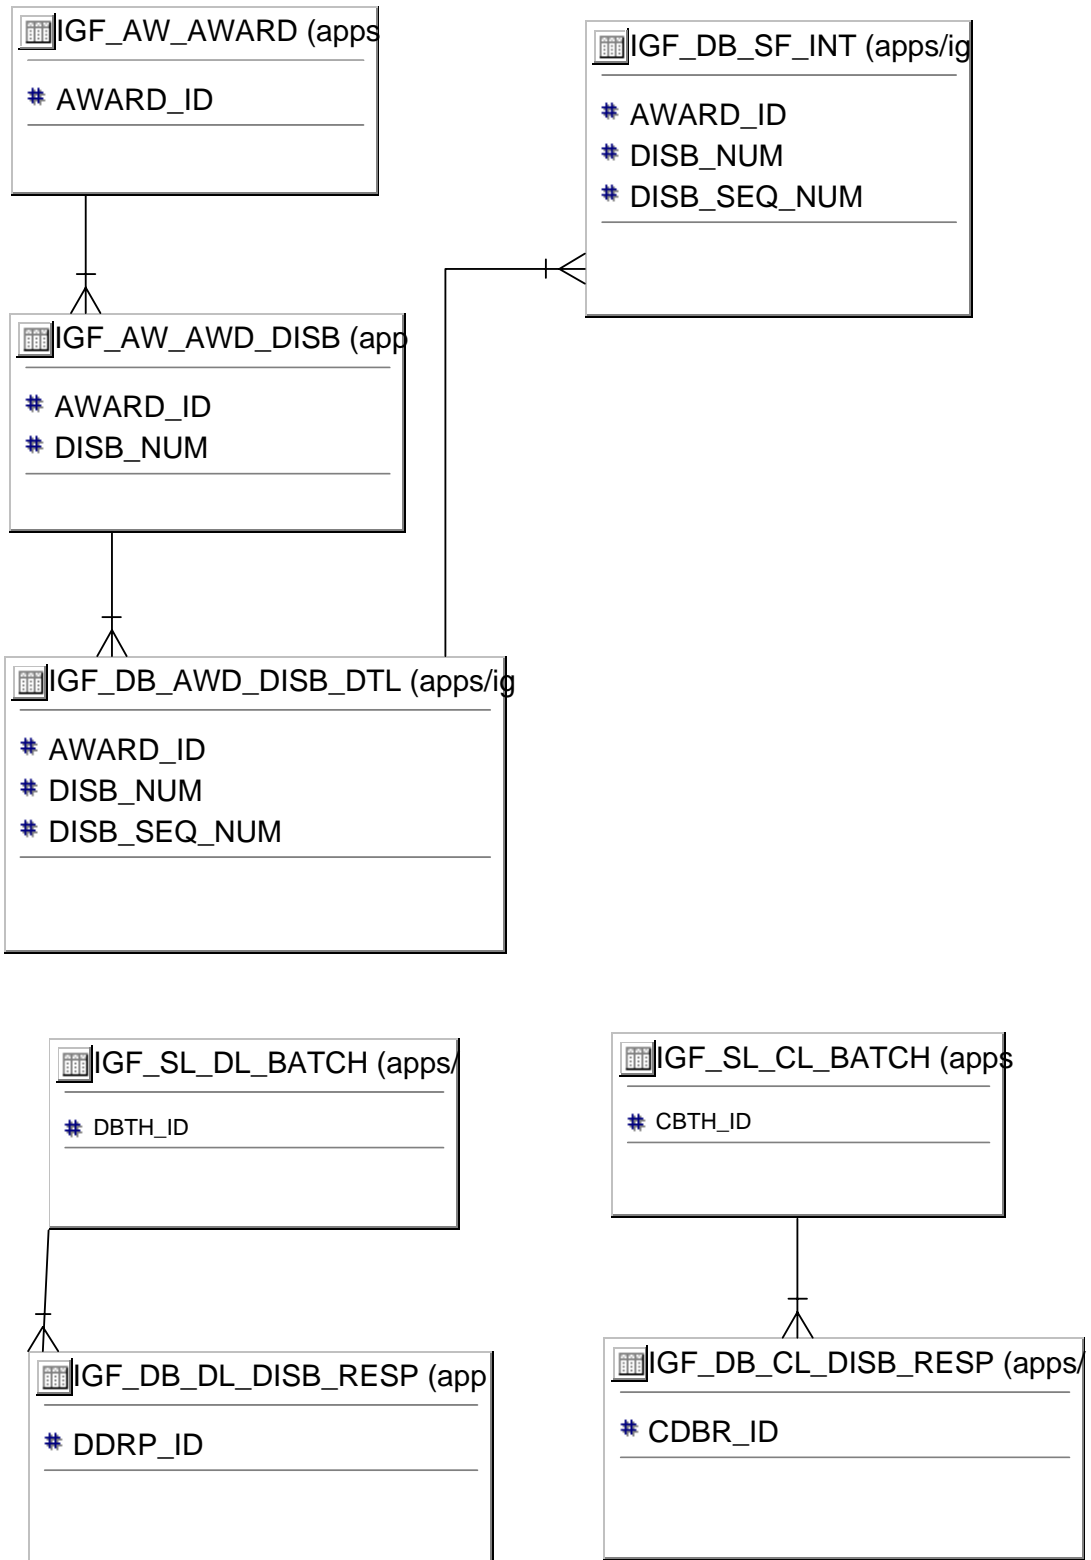 IGF_AW_AWARD (apps
# AWARD_ID
IGF_DB_SF_INT (apps/ig
# AWARD_ID
# DISB_NUM
# DISB_SEQ_NUM
IGF_AW_AWD_DISB (app
# AWARD_ID
# DISB_NUM
IGF_DB_AWD_DISB_DTL (apps/ig
# AWARD_ID
# DISB_NUM
# DISB_SEQ_NUM
IGF_SL_DL_BATCH (apps/
# DBTH_ID
IGF_SL_CL_BATCH (apps
# CBTH_ID
IGF_DB_DL_DISB_RESP (app
# DDRP_ID
IGF_DB_CL_DISB_RESP (apps/
# CDBR_ID